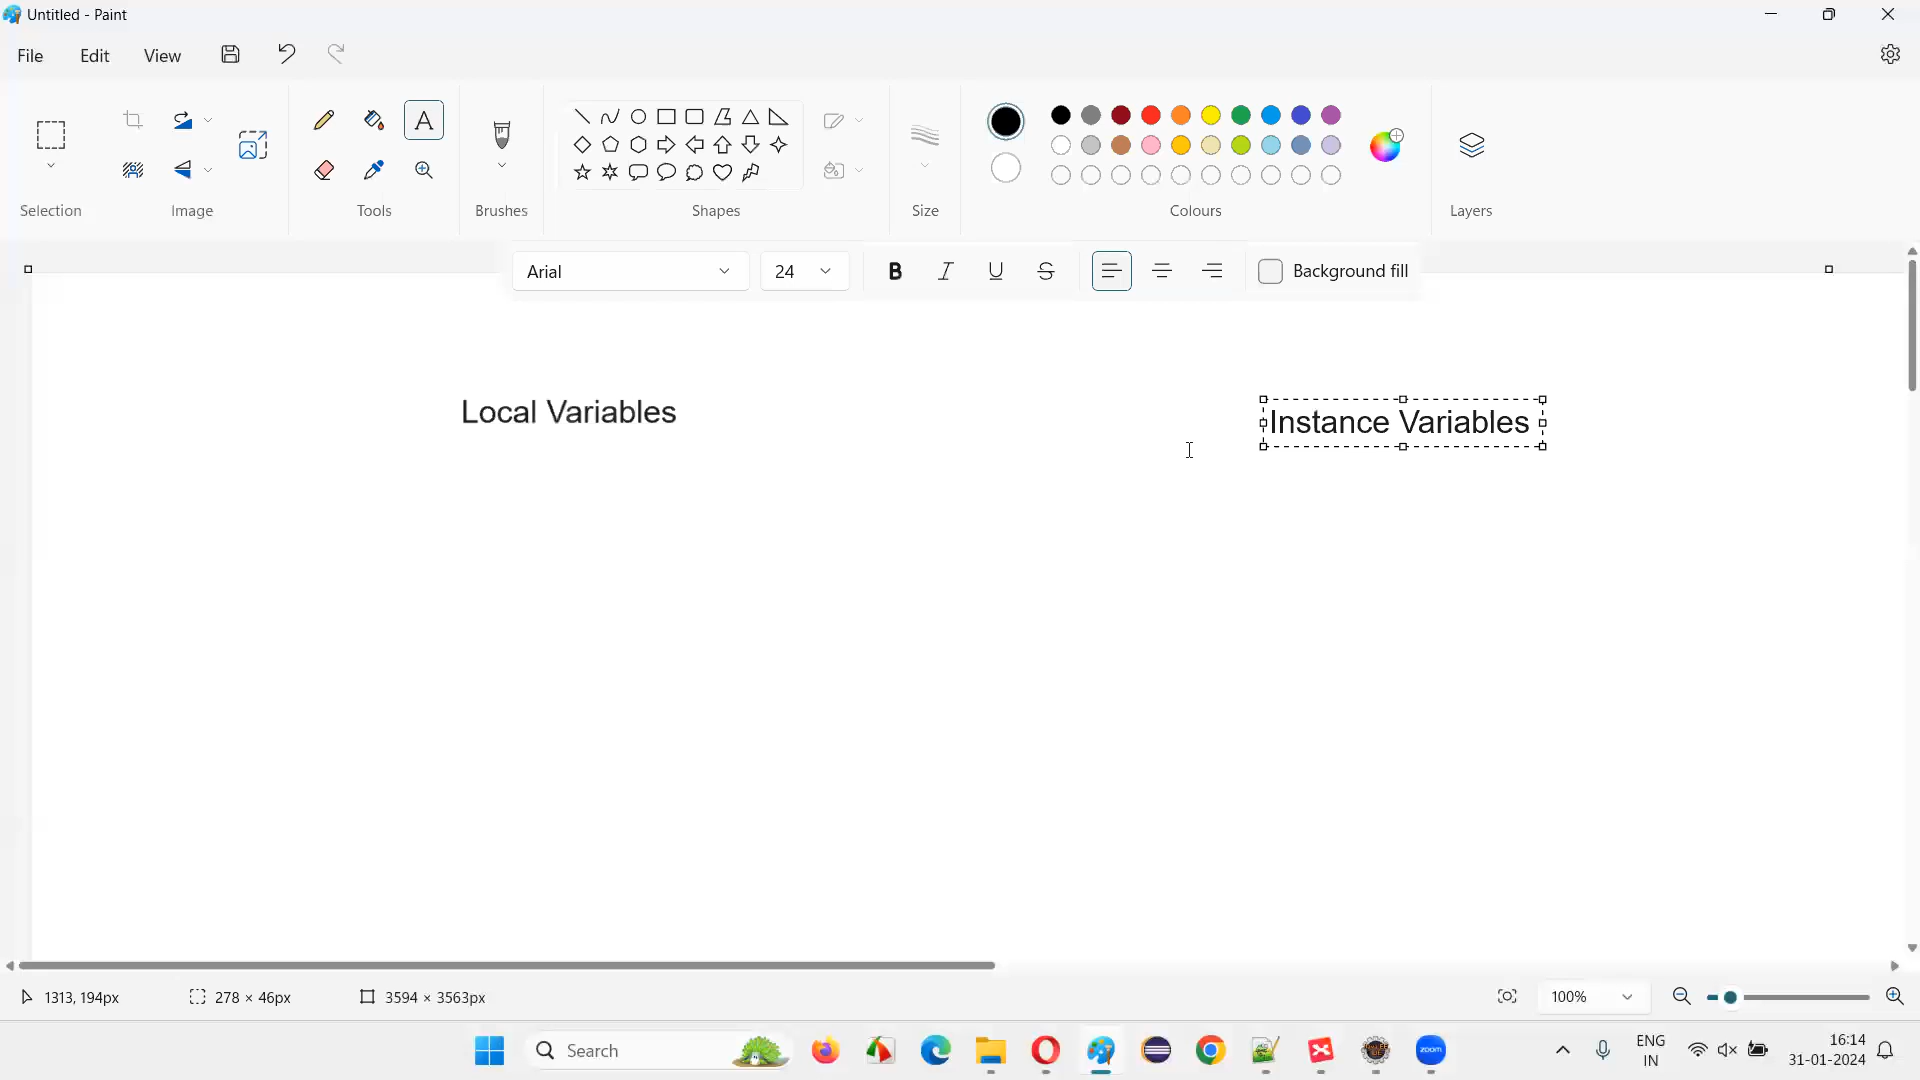 Untitled - Paint
File Edit View
Selection Image Tools Brushes Shapes Size Colours Layers
Arial 24 B I U S Background fill
Local Variables Instance Variables
1313, 194px 278 × 46px 3594 × 3563px 100%
Search zoom ENG 16:14
IN 31-01-2024